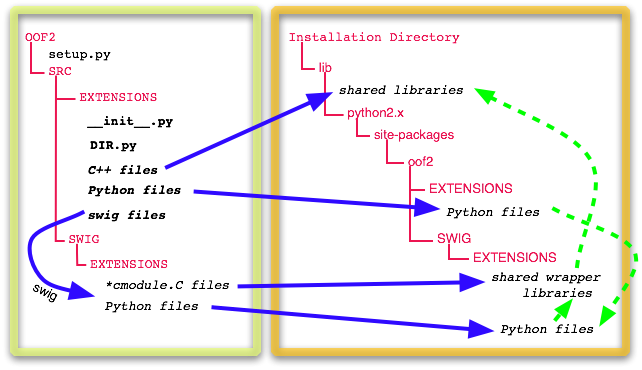 OOF2
setup.py
SRC
EXTENSIONS
__init__.py
DIR.py
C++ files
Python files
swig files
SWIG
EXTENSIONS
*cmodule.C files
Python files
swig
Installation Directory
lib
shared libraries
python2.x
site-packages
oof2
EXTENSIONS
Python files
SWIG
EXTENSIONS
shared wrapper
libraries
Python files